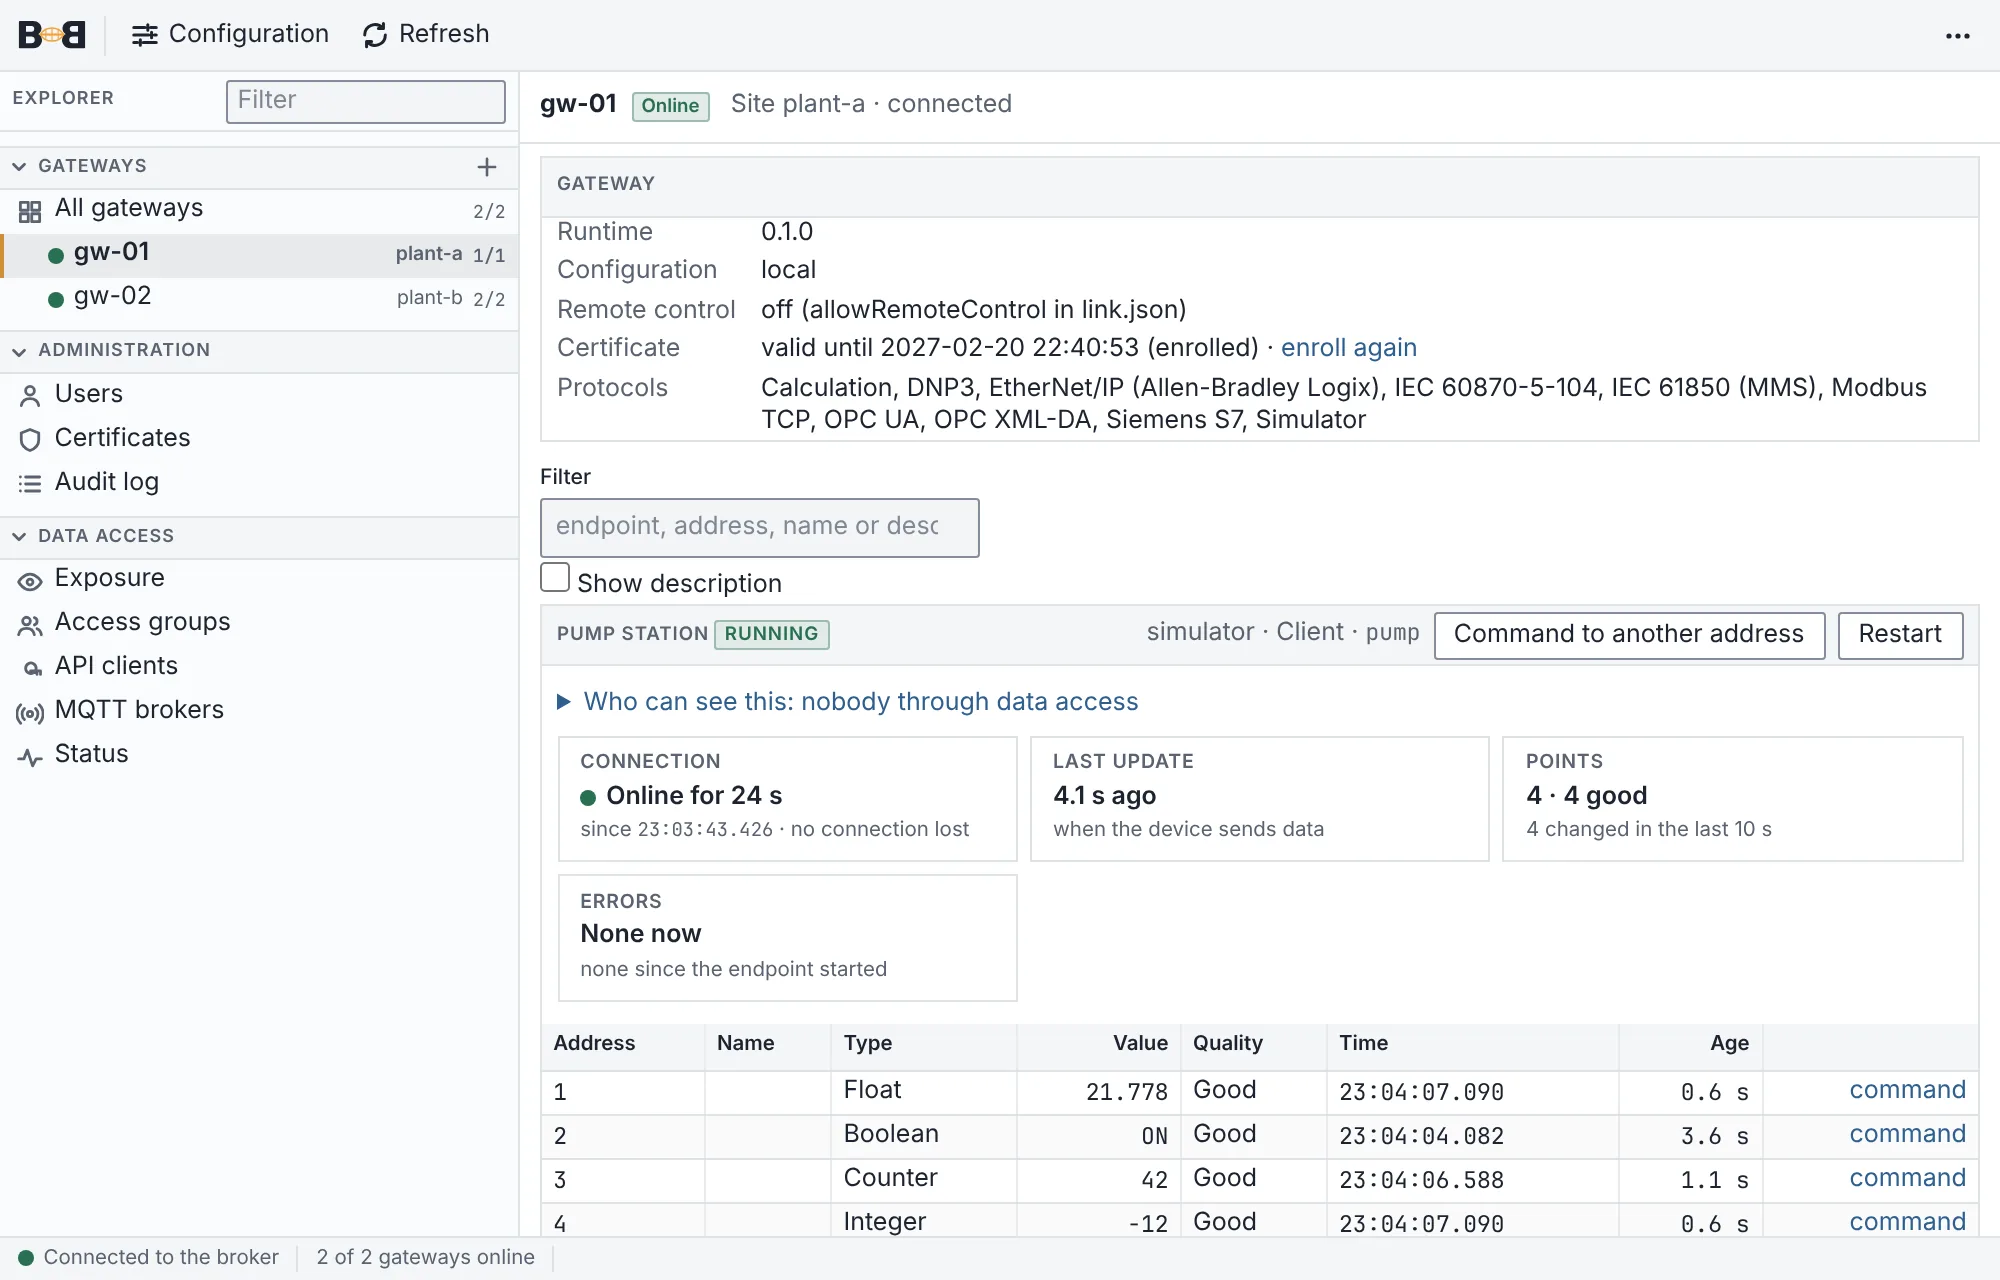 BB
Configuration
Refresh
EXPLORER
Filter
GATEWAYS
All gateways 2/2
gw-01 plant-a 1/1
gw-02 plant-b 2/2
ADMINISTRATION
Users
Certificates
Audit log
DATA ACCESS
Exposure
Access groups
API clients
MQTT brokers
Status
gw-01 Online Site plant-a · connected
GATEWAY
Runtime 0.1.0
Configuration local
Remote control off (allowRemoteControl in link.json)
Certificate valid until 2027-02-20 22:40:53 (enrolled) · enroll again
Protocols Calculation, DNP3, EtherNet/IP (Allen-Bradley Logix), IEC 60870-5-104, IEC 61850 (MMS), Modbus
TCP, OPC UA, OPC XML-DA, Siemens S7, Simulator
Filter
endpoint, address, name or desc
Show description
PUMP STATION RUNNING simulator · Client · pump Command to another address Restart
Who can see this: nobody through data access
CONNECTION
Online for 24 s
since 23:03:43.426 · no connection lost
LAST UPDATE
4.1 s ago
when the device sends data
POINTS
4 · 4 good
4 changed in the last 10 s
ERRORS
None now
none since the endpoint started
Address Name Type Value Quality Time Age
1 Float 21.778 Good 23:04:07.090 0.6 s command
2 Boolean ON Good 23:04:04.082 3.6 s command
3 Counter 42 Good 23:04:06.588 1.1 s command
4 Integer -12 Good 23:04:07.090 0.6 s command
Connected to the broker 2 of 2 gateways online